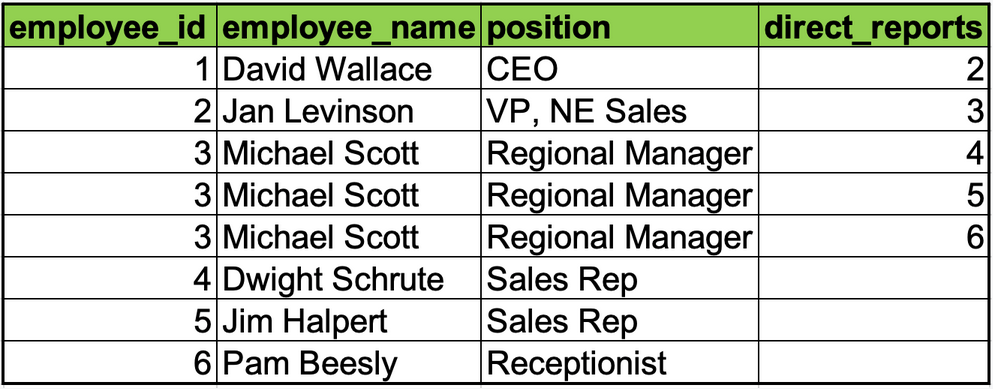 employee_id employee_name position direct_reports
1 David Wallace CEO 2
2 Jan Levinson VP, NE Sales 3
3 Michael Scott Regional Manager 4
3 Michael Scott Regional Manager 5
3 Michael Scott Regional Manager 6
4 Dwight Schrute Sales Rep
5 Jim Halpert Sales Rep
6 Pam Beesly Receptionist